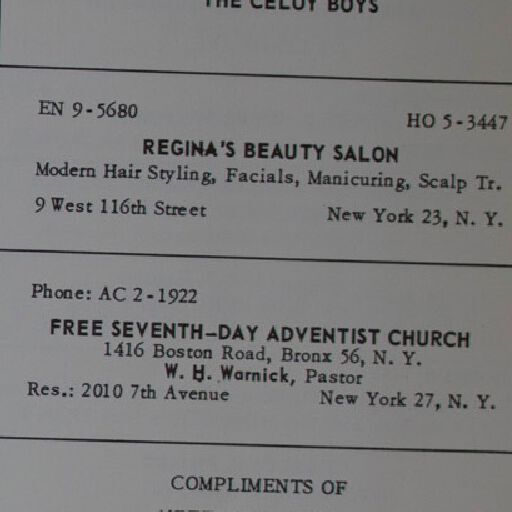 THE CELOY BOYS
EN 9-5680
HO 5-3447
REGINA'S BEAUTY SALON
Modern Hair Styling, Facials, Manicuring, Scalp Tr.
9 West 116th Street
New York 23, N. Y.
Phone: AC 2-1922
FREE SEVENTH-DAY ADVENTIST CHURCH
1416 Boston Road, Bronx 56, N. Y.
W. H. Warnick, Pastor
Res.: 2010 7th Avenue
New York 27, N. Y.
COMPLIMENTS OF